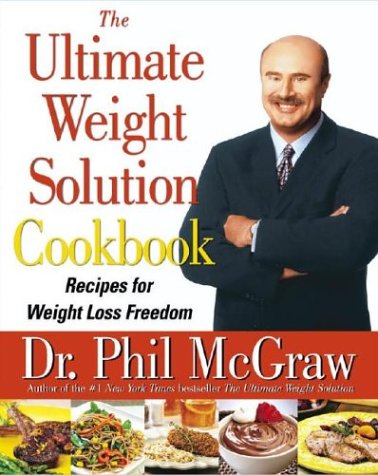 The
Ultimate
Weight
Solution
Cookbook
Recipes for
Weight Loss Freedom
Dr. Phil McGraw
Author of the #1 New York Times bestseller The Ultimate Weight Solution